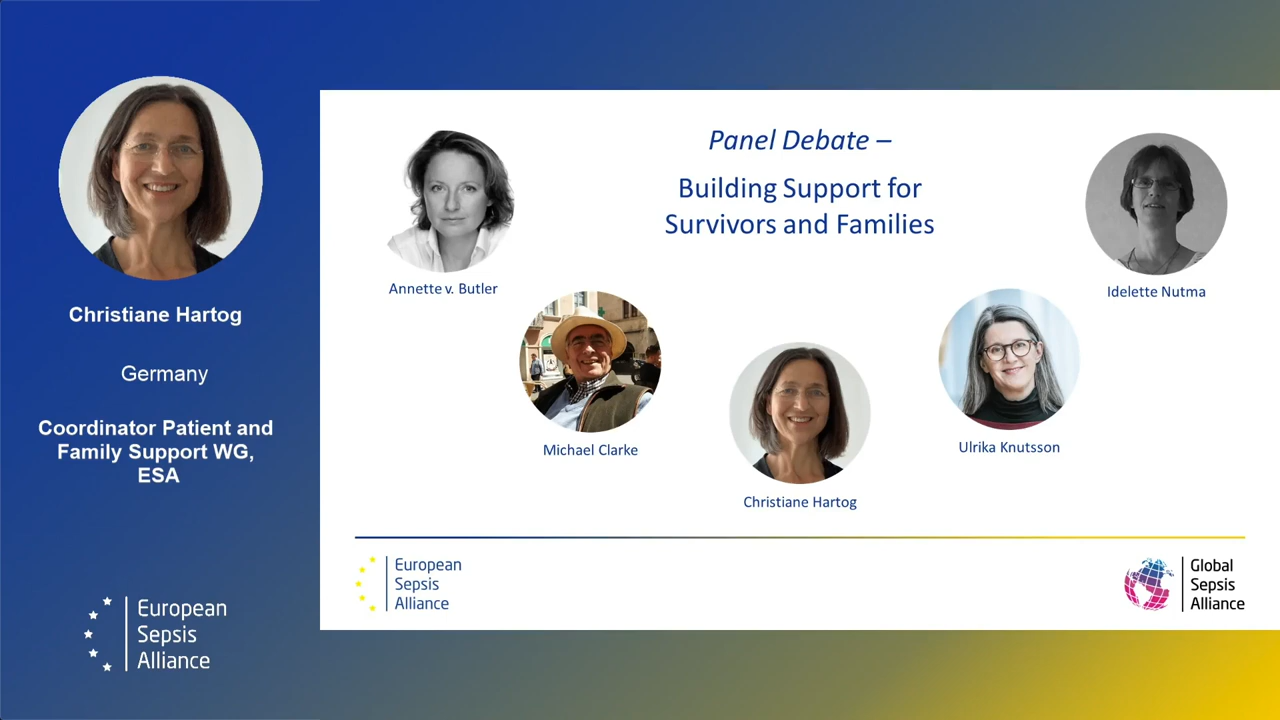 Christiane Hartog
Germany
Coordinator Patient and
Family Support WG,
ESA
European
Sepsis
Alliance
Panel Debate –
Building Support for
Survivors and Families
Annette v. Butler
Michael Clarke
Christiane Hartog
Ulrika Knutsson
Idelette Nutma
European
Sepsis
Alliance
Global
Sepsis
Alliance